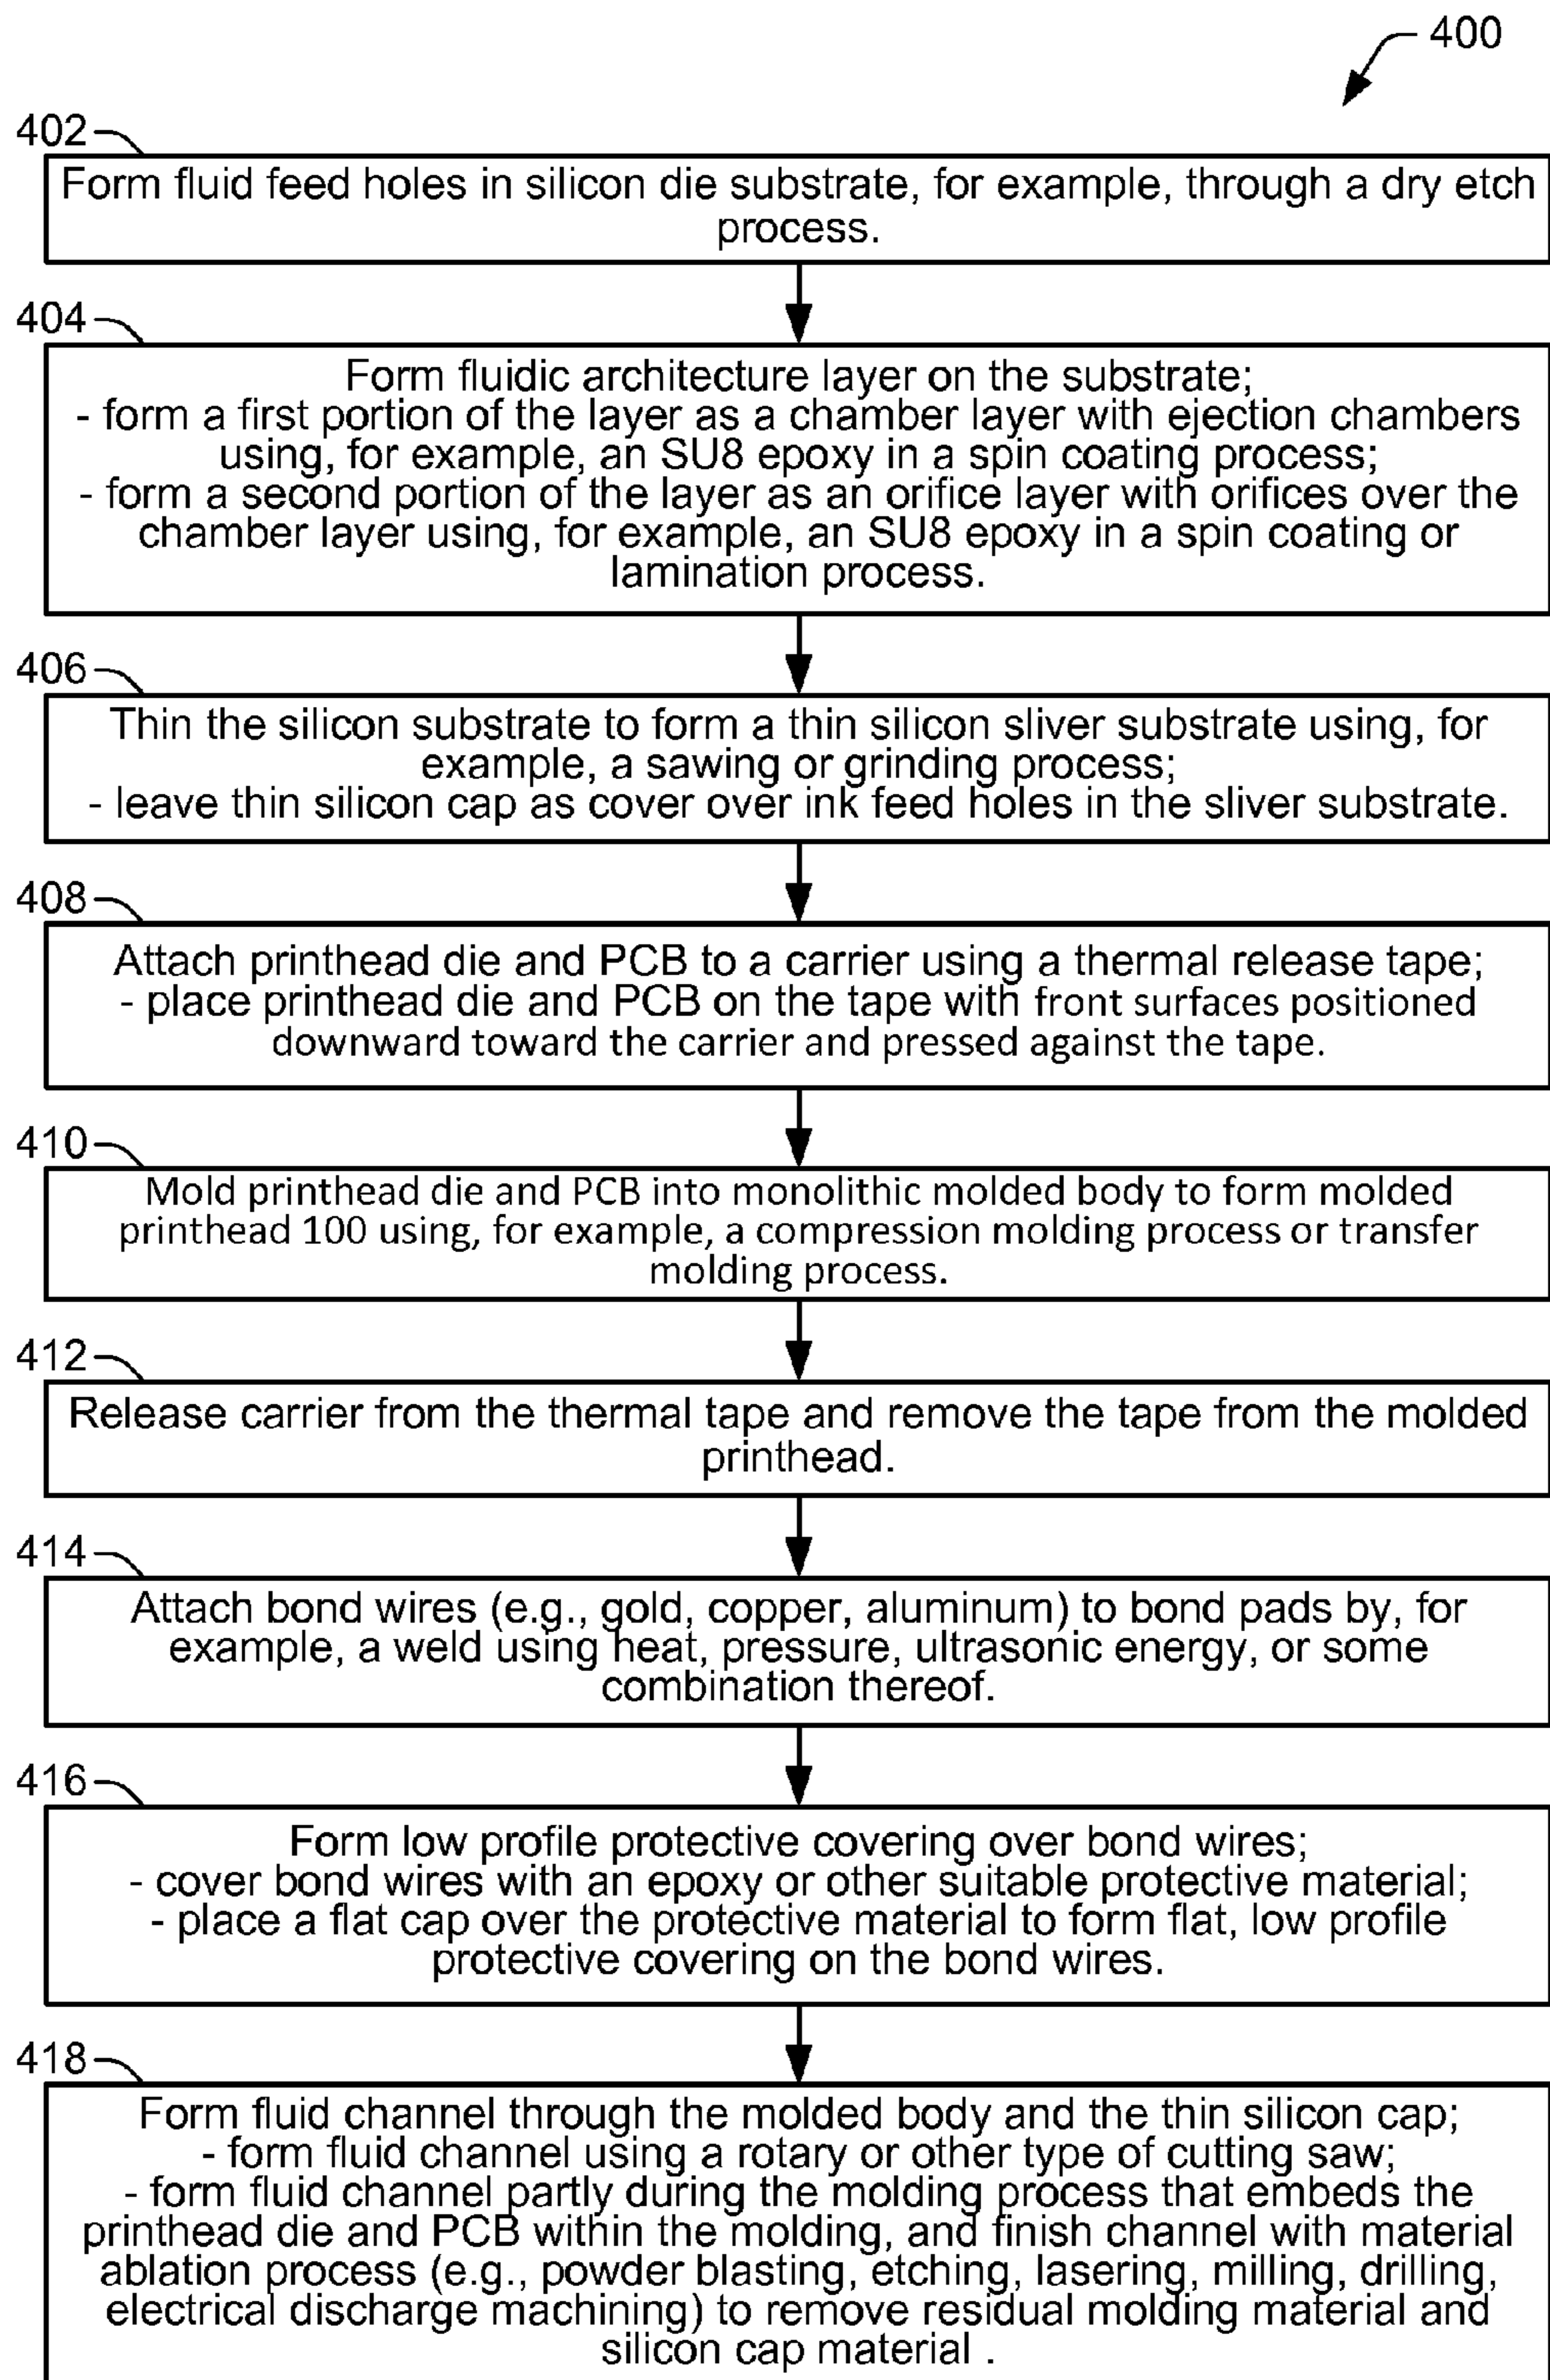 400
402
Form fluid feed holes in silicon die substrate, for example, through a dry etch
process.
404
Form fluidic architecture layer on the substrate;
- form a first portion of the layer as a chamber layer with ejection chambers
using, for example, an SU8 epoxy in a spin coating process;
- form a second portion of the layer as an orifice layer with orifices over the
chamber layer using, for example, an SU8 epoxy in a spin coating or
lamination process.
406
Thin the silicon substrate to form a thin silicon sliver substrate using, for
example, a sawing or grinding process;
- leave thin silicon cap as cover over ink feed holes in the sliver substrate.
408
Attach printhead die and PCB to a carrier using a thermal release tape;
- place printhead die and PCB on the tape with front surfaces positioned
downward toward the carrier and pressed against the tape.
410
Mold printhead die and PCB into monolithic molded body to form molded
printhead 100 using, for example, a compression molding process or transfer
molding process.
412
Release carrier from the thermal tape and remove the tape from the molded
printhead.
414
Attach bond wires (e.g., gold, copper, aluminum) to bond pads by, for
example, a weld using heat, pressure, ultrasonic energy, or some
combination thereof.
416
Form low profile protective covering over bond wires;
- cover bond wires with an epoxy or other suitable protective material;
- place a flat cap over the protective material to form flat, low profile
protective covering on the bond wires.
418
Form fluid channel through the molded body and the thin silicon cap;
- form fluid channel using a rotary or other type of cutting saw;
- form fluid channel partly during the molding process that embeds the
printhead die and PCB within the molding, and finish channel with material
ablation process (e.g., powder blasting, etching, lasering, milling, drilling,
electrical discharge machining) to remove residual molding material and
silicon cap material .